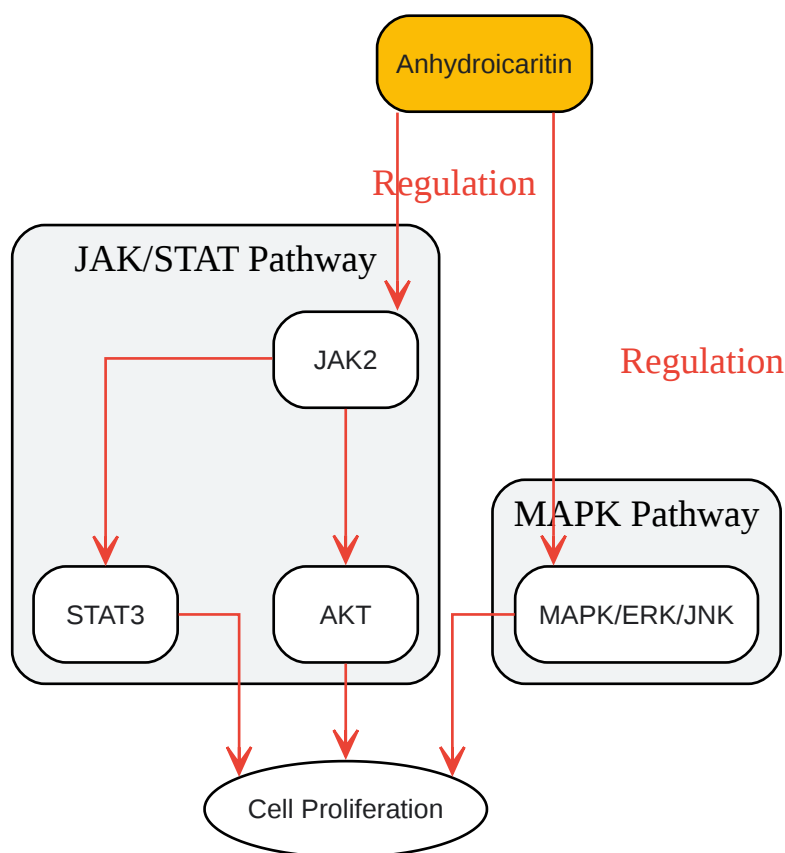 Anhydroicaritin
Regulation
JAK/STAT Pathway
JAK2
Regulation
MAPK Pathway
STAT3
AKT
MAPK/ERK/JNK
Cell Proliferation